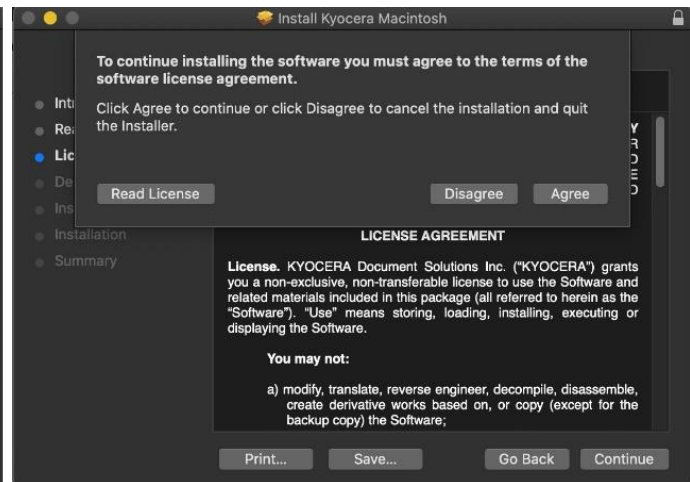 Install Kyocera Macintosh
To continue installing the software you must agree to the terms of the
software license agreement.
Click Agree to continue or click Disagree to cancel the installation and quit
the Installer.
Read License
Disagree
Agree
Int
Rea
Lic
De
Ins
Installation
Summary
Y
R
D
E
D
LICENSE AGREEMENT
License. KYOCERA Document Solutions Inc. ("KYOCERA") grants
you a non-exclusive, non-transferable license to use the Software and
related materials included in this package (all referred to herein as the
"Software"). "Use" means storing, loading, installing, executing or
displaying the Software.
You may not:
a) modify, translate, reverse engineer, decompile, disassemble,
create derivative works based on, or copy (except for the
backup copy) the Software;
Print...
Save...
Go Back
Continue